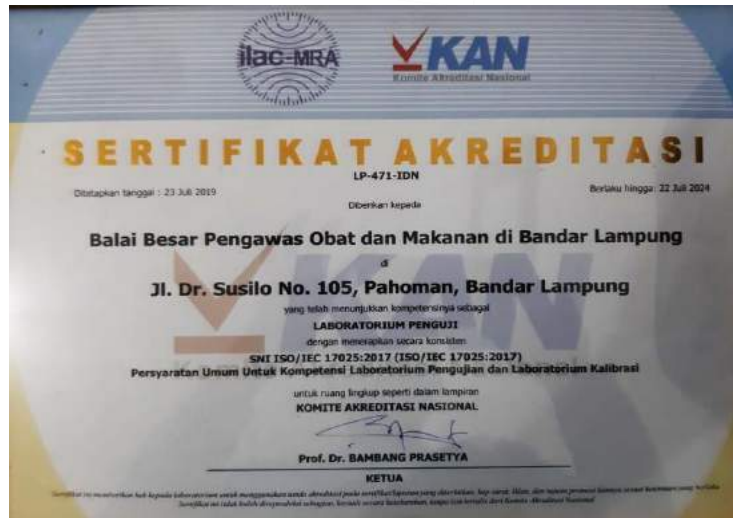 ilac-MRA
KAN
Komite Akreditasi Nasional
SERTIFIKAT AKREDITASI
LP-471-IDN
Ditetapkan tanggal : 23 Juli 2019
Berlaku hingga: 22 Juli 2024
Diberikan kepada
Balai Besar Pengawas Obat dan Makanan di Bandar Lampung
di
Jl. Dr. Susilo No. 105, Pahoman, Bandar Lampung
yang telah menunjukkan kompetensinya sebagai
LABORATORIUM PENGUJI
dengan menerapkan secara konsisten
SNI ISO/IEC 17025:2017 (ISO/IEC 17025:2017)
Persyaratan Umum Untuk Kompetensi Laboratorium Pengujian dan Laboratorium Kalibrasi
untuk ruang lingkup seperti dalam lampiran
KOMITE AKREDITASI NASIONAL
Prof. Dr. BAMBANG PRASETYA
KETUA